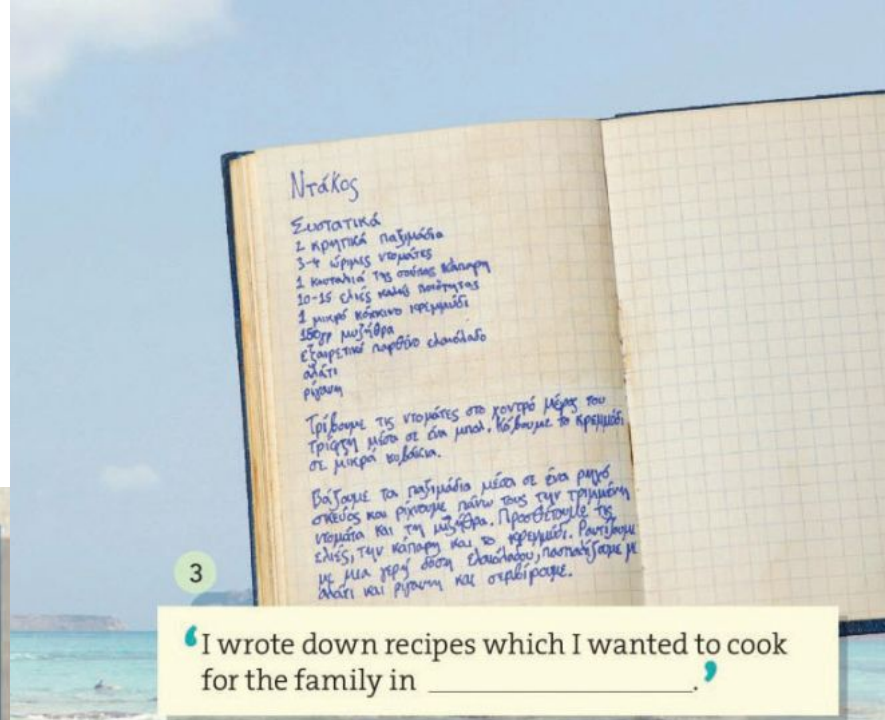 Ντάκος
Συστατικά
2 κρητικά παξιμάδια
3-4 ώριμες ντομάτες
1 κουταλιά της σούπας κάπαρη
10-15 ελιές καλής ποιότητας
1 μικρό κόκκινο κρεμμύδι
150γρ μυζήθρα
εξαιρετικό παρθένο ελαιόλαδο
αλάτι
ρίγανη
Τρίβουμε τις ντομάτες στο χοντρό μέρος του
τρίφτη μέσα σε ένα μπολ. Κόβουμε το κρεμμύδι
σε μικρά κυβάκια.
Βάζουμε τα παξιμάδια μέσα σε ένα ρηχό
σκεύος και ρίχνουμε πάνω τους την τριμμένη
ντομάτα και τη μυζήθρα. Προσθέτουμε τις
ελιές, την κάπαρη και το κρεμμύδι. Ραντίζουμε
με μια γερή δόση ελαιόλαδου, πασπαλίζουμε με
αλάτι και ρίγανη και σερβίρουμε.
3
‘I wrote down recipes which I wanted to cook
for the family in ____________________.’